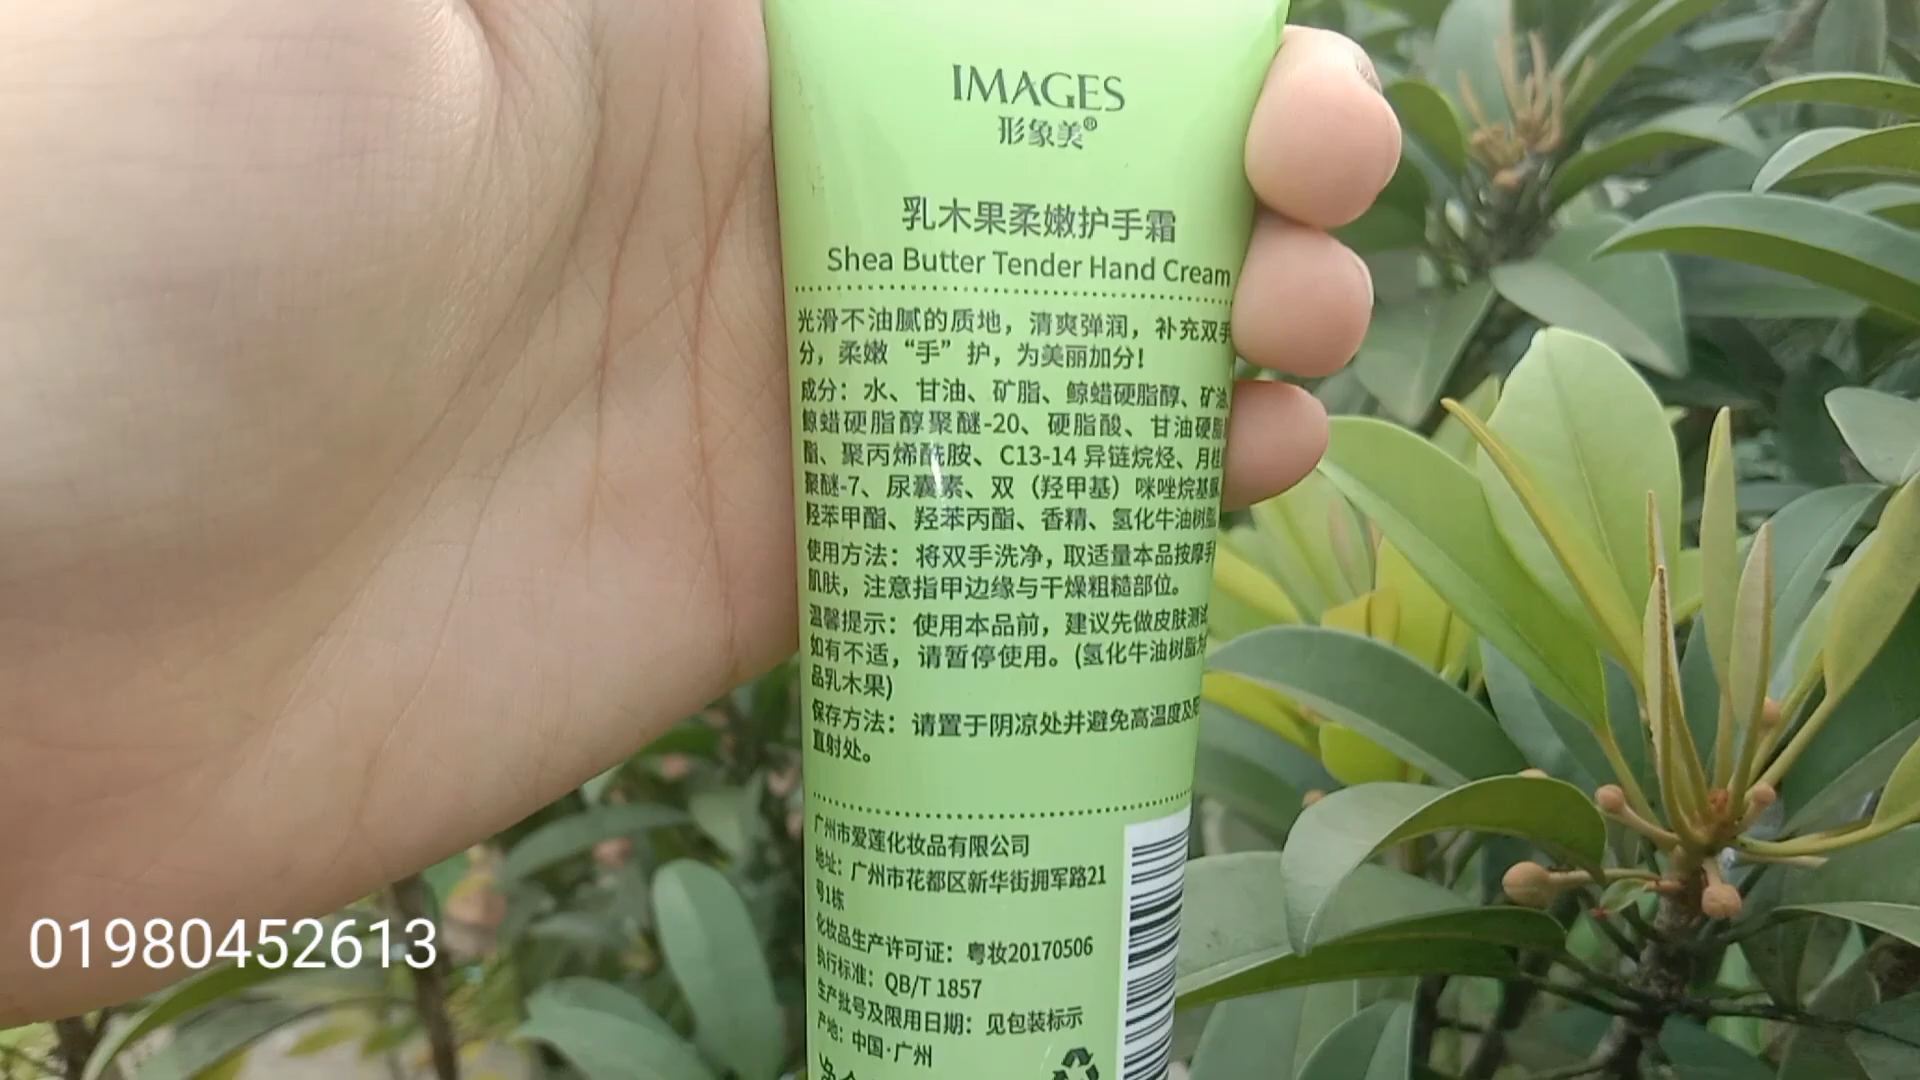 IMAGES
形象美®
乳木果柔嫩护手霜
Shea Butter Tender Hand Cream
光滑不油腻的质地，清爽弹润，补充双手
分，柔嫩“手”护，为美丽加分！
成分：水、甘油、矿脂、鲸蜡硬脂醇、矿油、
鲸蜡硬脂醇聚醚-20、硬脂酸、甘油硬脂
酯、聚丙烯酰胺、C13-14 异链烷烃、月桂
聚醚-7、尿囊素、双（羟甲基）咪唑烷基
羟苯甲酯、羟苯丙酯、香精、氢化牛油树脂
使用方法：将双手洗净，取适量本品按摩手
肌肤，注意指甲边缘与干燥粗糙部位。
温馨提示：使用本品前，建议先做皮肤测试
如有不适，请暂停使用。(氢化牛油树脂为
品乳木果)
保存方法：请置于阴凉处并避免高温度及阳
直射处。
广州市爱莲化妆品有限公司
地址：广州市花都区新华街拥军路21
号1栋
化妆品生产许可证：粤妆20170506
执行标准：QB/T 1857
生产批号及限用日期：见包装标示
产地：中国·广州
01980452613